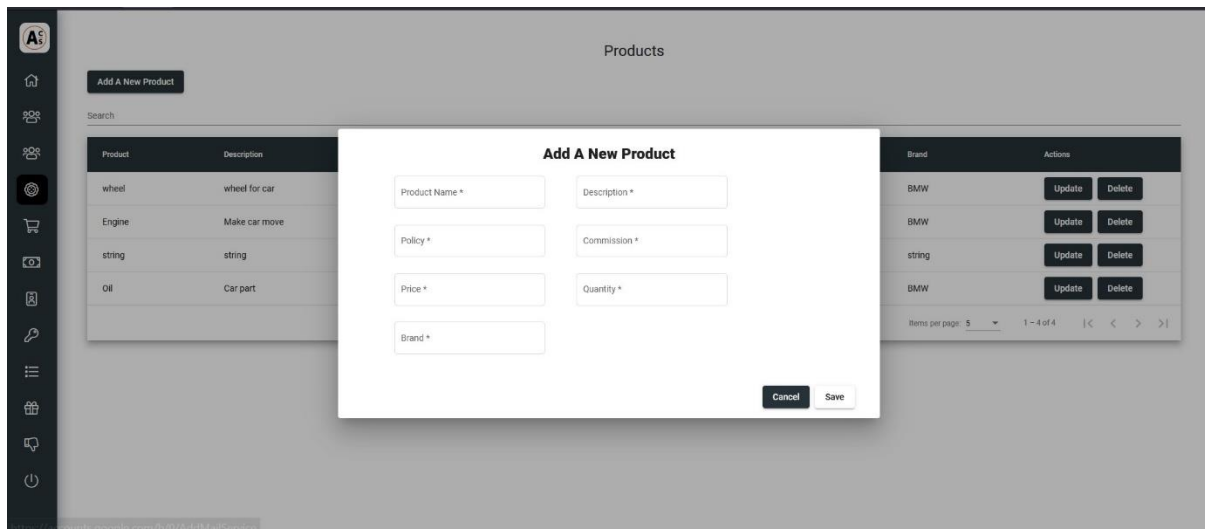 ACS
Products
Add A New Product
Search
Product Description Brand Actions
Add A New Product
wheel wheel for car BMW Update Delete
Product Name * Description *
Engine Make car move BMW Update Delete
Policy * Commission *
string string string Update Delete
Oil Car part BMW Update Delete
Price * Quantity *
Items per page: 5 1 – 4 of 4
Brand *
Cancel Save